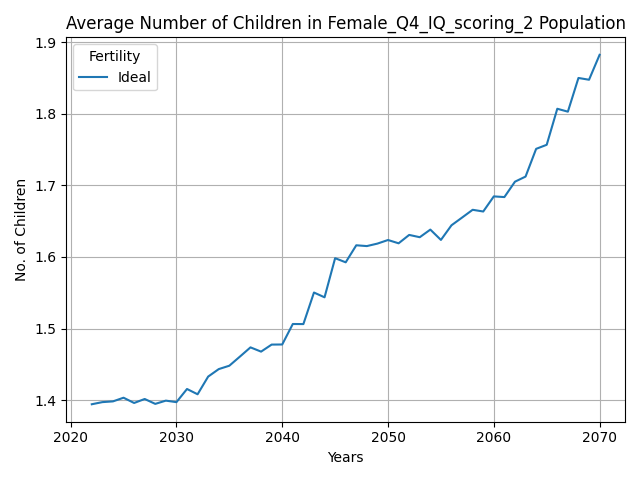 Average Number of Children in Female_Q4_IQ_scoring_2 Population
Fertility
Ideal
No. of Children
1.9
1.8
1.7
1.6
1.5
1.4
2020 2030 2040 2050 2060 2070
Years